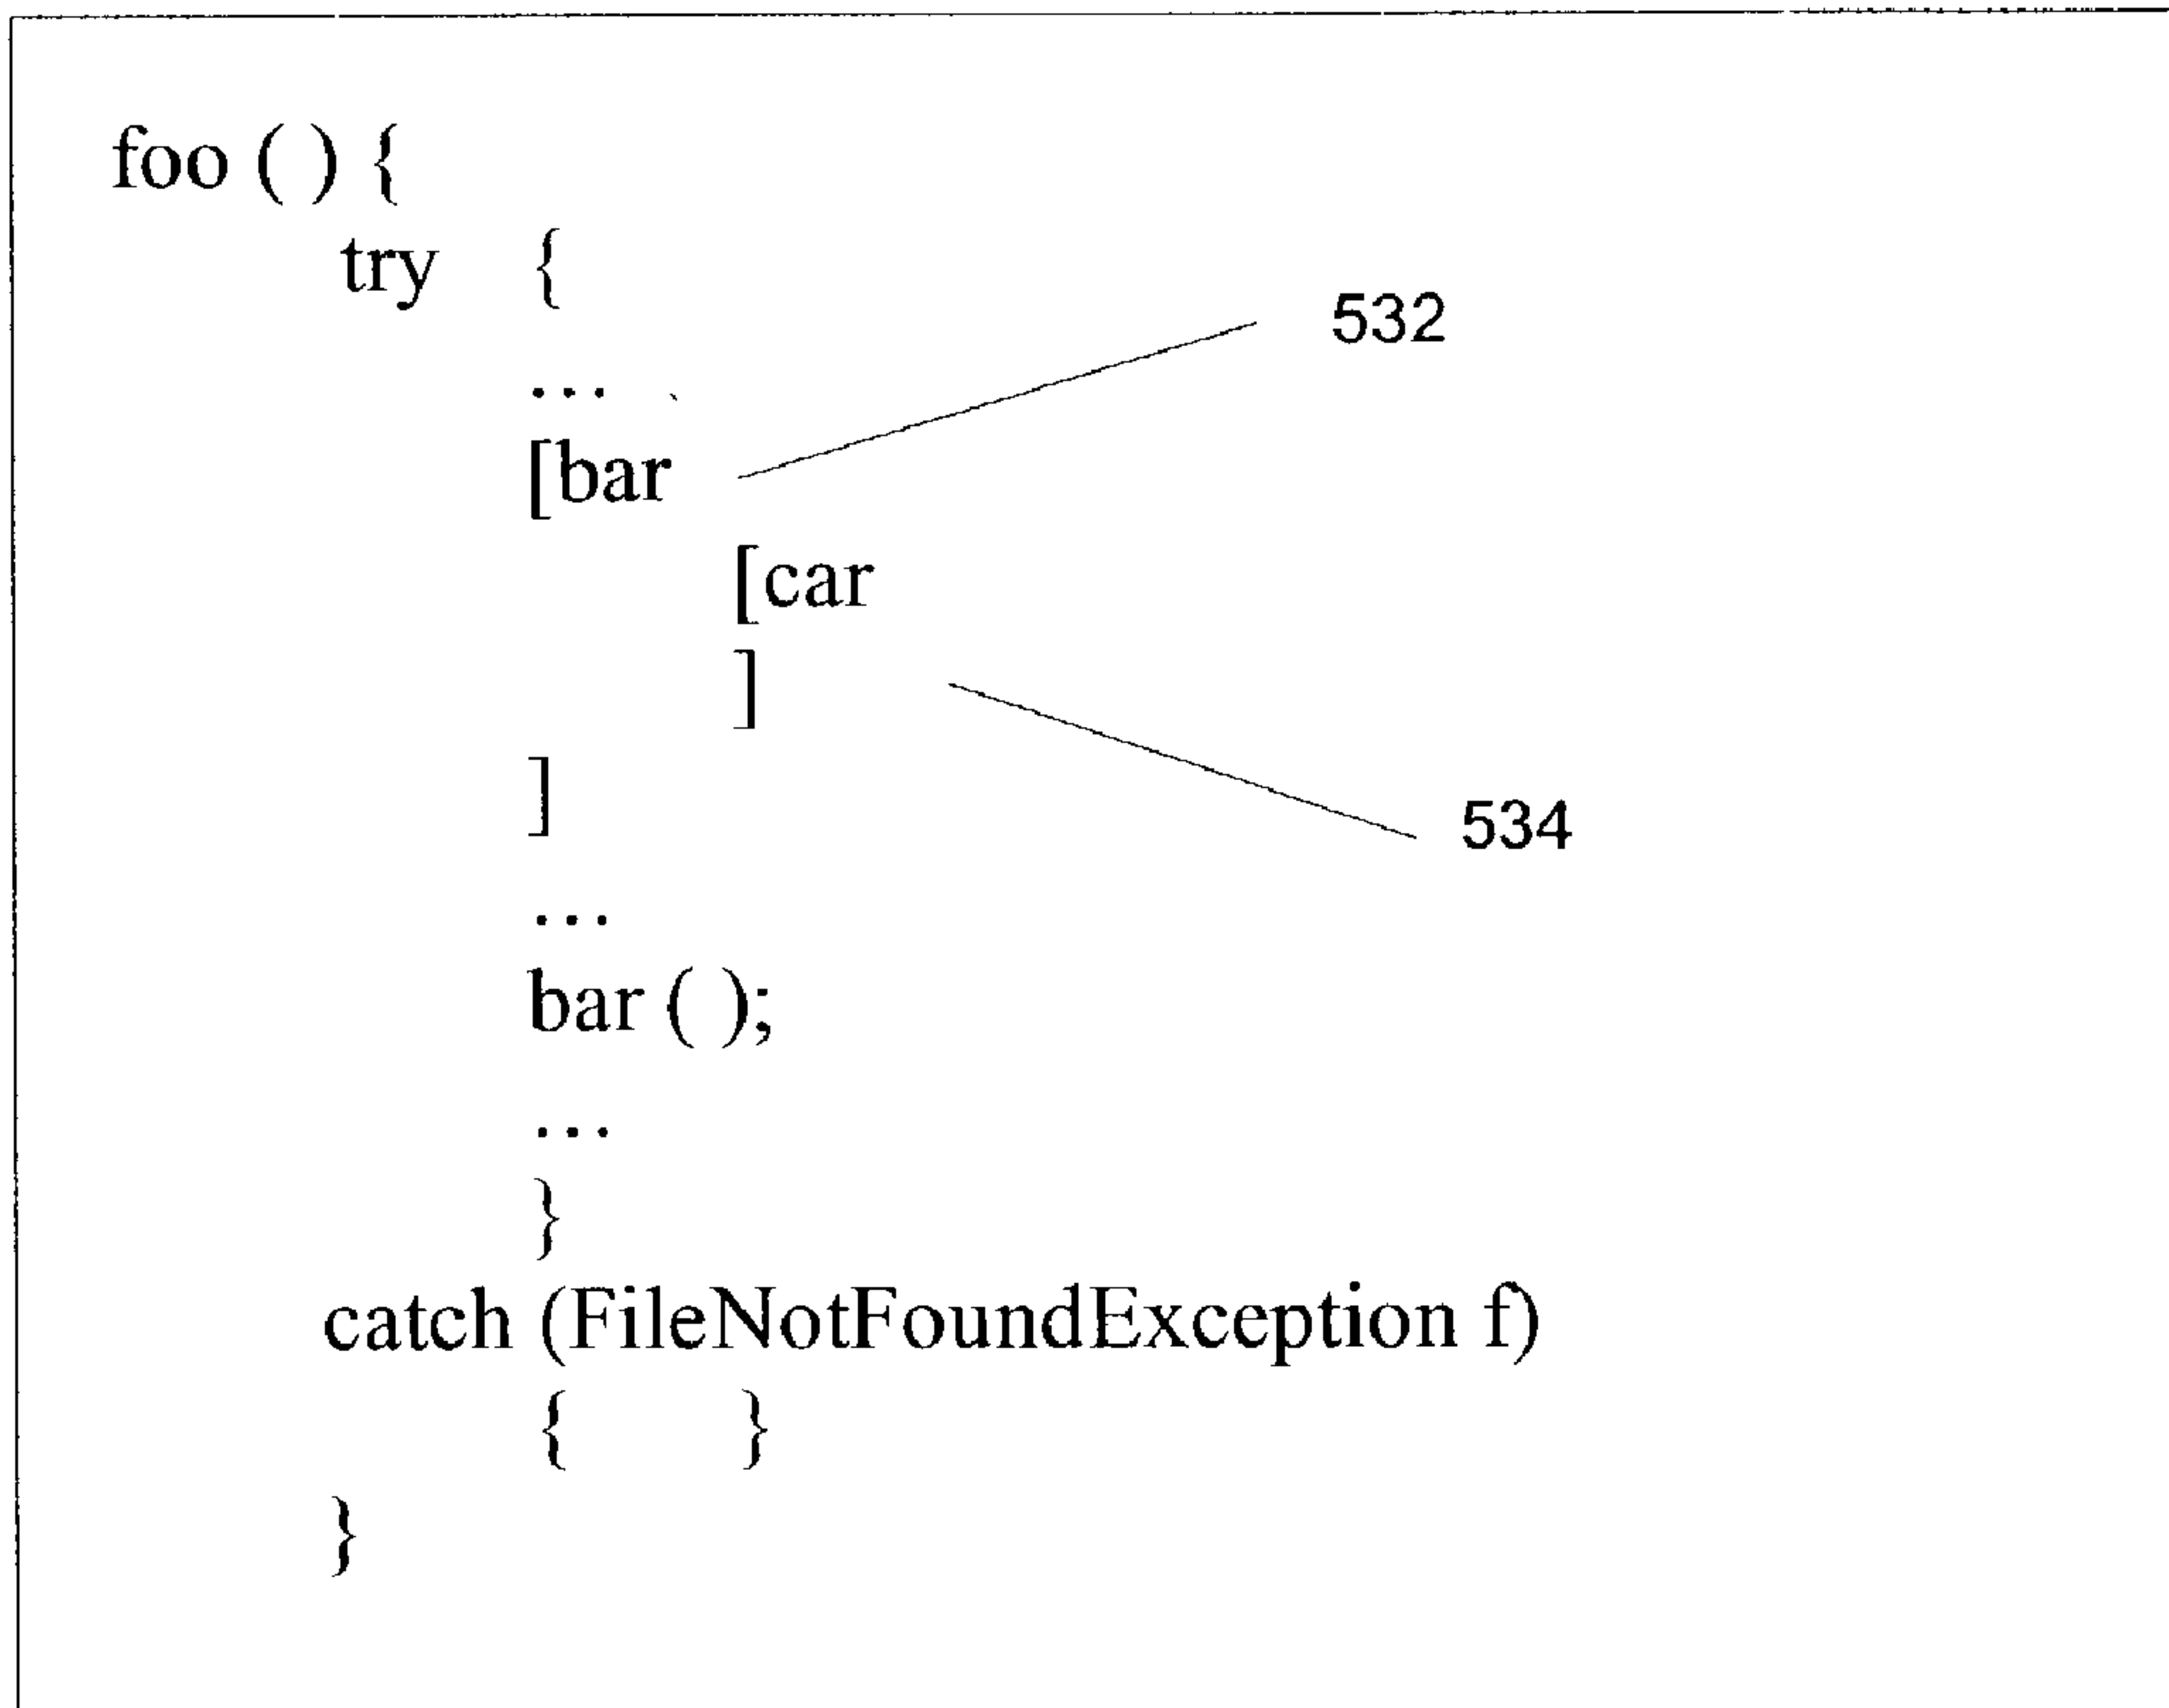 foo ( ) {
try {
532
...
[bar
[car
]
]
534
...
bar ( );
...
}
catch (FileNotFoundException f)
{ }
}